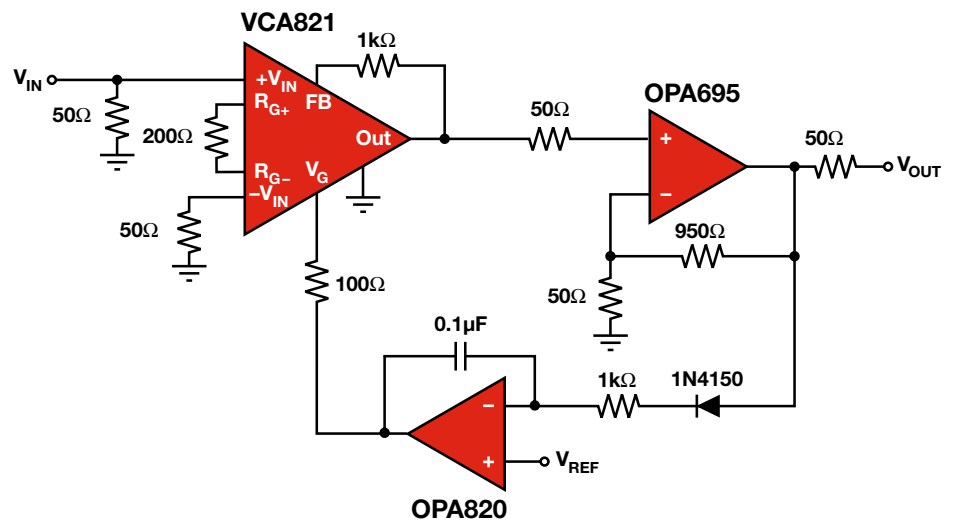 VCA821
1kΩ
V_IN
+V_IN
FB
50Ω
R_G+
200Ω
R_G−
V_G
Out
−V_IN
50Ω
50Ω
OPA695
+
−
50Ω
V_OUT
950Ω
50Ω
100Ω
0.1µF
1kΩ
1N4150
−
+
V_REF
OPA820